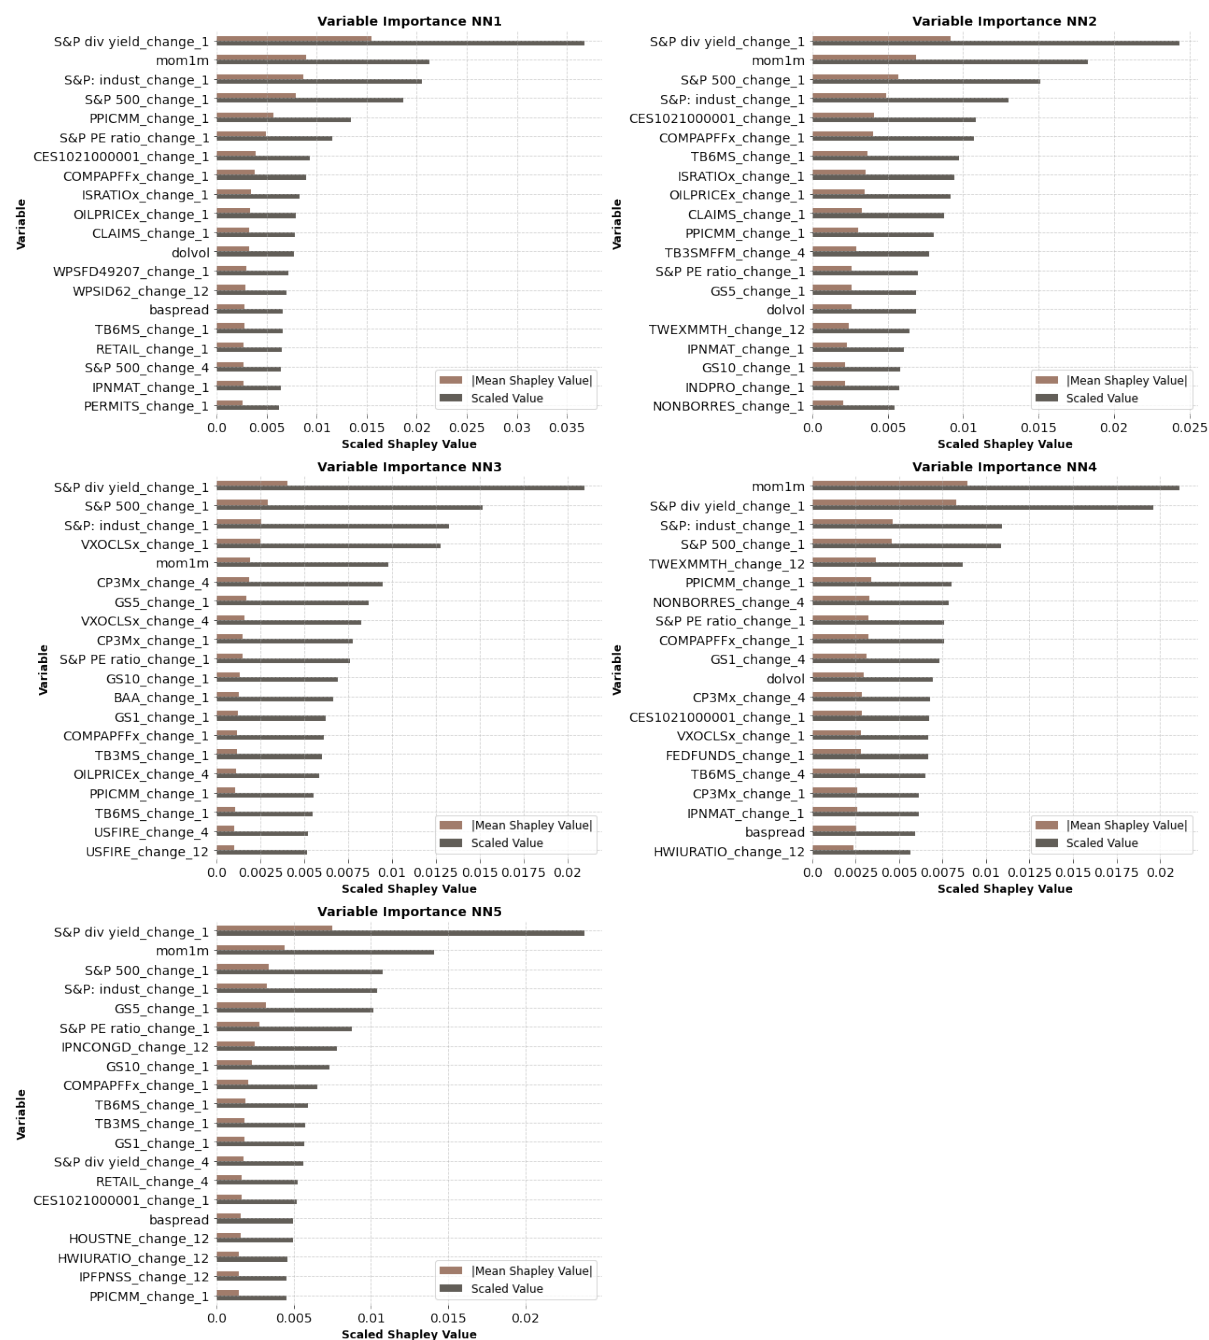 Variable Importance NN1
S&P div yield_change_1
mom1m
S&P: indust_change_1
S&P 500_change_1
PPICMM_change_1
S&P PE ratio_change_1
CES1021000001_change_1
COMPAPFFx_change_1
ISRATIOx_change_1
OILPRICEx_change_1
CLAIMS_change_1
dolvol
WPSFD49207_change_1
WPSID62_change_12
baspread
TB6MS_change_1
RETAIL_change_1
S&P 500_change_4
IPNMAT_change_1
PERMITS_change_1
Variable
|Mean Shapley Value|
Scaled Value
0.0 0.005 0.01 0.015 0.02 0.025 0.03 0.035
Scaled Shapley Value
Variable Importance NN2
S&P div yield_change_1
mom1m
S&P 500_change_1
S&P: indust_change_1
CES1021000001_change_1
COMPAPFFx_change_1
TB6MS_change_1
ISRATIOx_change_1
OILPRICEx_change_1
CLAIMS_change_1
PPICMM_change_1
TB3SMFFM_change_4
S&P PE ratio_change_1
GS5_change_1
dolvol
TWEXMMTH_change_12
IPNMAT_change_1
GS10_change_1
INDPRO_change_1
NONBORRES_change_1
Variable
|Mean Shapley Value|
Scaled Value
0.0 0.005 0.01 0.015 0.02 0.025
Scaled Shapley Value
Variable Importance NN3
S&P div yield_change_1
S&P 500_change_1
S&P: indust_change_1
VXOCLSx_change_1
mom1m
CP3Mx_change_4
GS5_change_1
VXOCLSx_change_4
CP3Mx_change_1
S&P PE ratio_change_1
GS10_change_1
BAA_change_1
GS1_change_1
COMPAPFFx_change_1
TB3MS_change_1
OILPRICEx_change_4
PPICMM_change_1
TB6MS_change_1
USFIRE_change_4
USFIRE_change_12
Variable
|Mean Shapley Value|
Scaled Value
0.0 0.0025 0.005 0.0075 0.01 0.0125 0.015 0.0175 0.02
Scaled Shapley Value
Variable Importance NN4
mom1m
S&P div yield_change_1
S&P: indust_change_1
S&P 500_change_1
TWEXMMTH_change_12
PPICMM_change_1
NONBORRES_change_4
S&P PE ratio_change_1
COMPAPFFx_change_1
GS1_change_4
dolvol
CP3Mx_change_4
CES1021000001_change_1
VXOCLSx_change_1
FEDFUNDS_change_1
TB6MS_change_4
CP3Mx_change_1
IPNMAT_change_1
baspread
HWIURATIO_change_12
Variable
|Mean Shapley Value|
Scaled Value
0.0 0.0025 0.005 0.0075 0.01 0.0125 0.015 0.0175 0.02
Scaled Shapley Value
Variable Importance NN5
S&P div yield_change_1
mom1m
S&P 500_change_1
S&P: indust_change_1
GS5_change_1
S&P PE ratio_change_1
IPNCONGD_change_12
GS10_change_1
COMPAPFFx_change_1
TB6MS_change_1
TB3MS_change_1
GS1_change_1
S&P div yield_change_4
RETAIL_change_4
CES1021000001_change_1
baspread
HOUSTNE_change_12
HWIURATIO_change_12
IPFPNSS_change_12
PPICMM_change_1
Variable
|Mean Shapley Value|
Scaled Value
0.0 0.005 0.01 0.015 0.02
Scaled Shapley Value